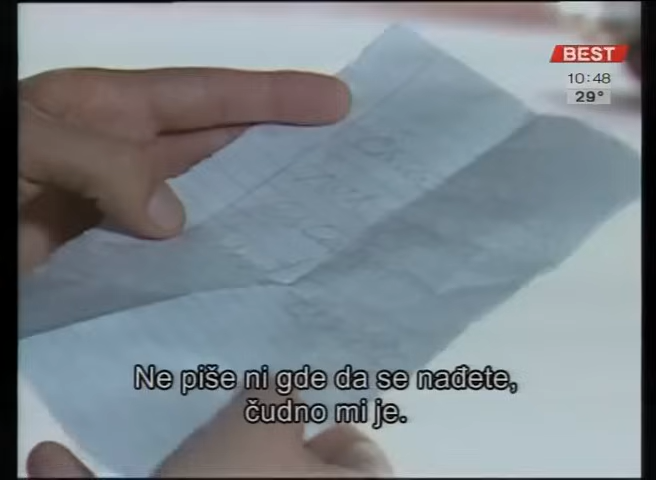 BEST
10:48
29°
Ne piše ni gde da se nađete,
čudno mi je.